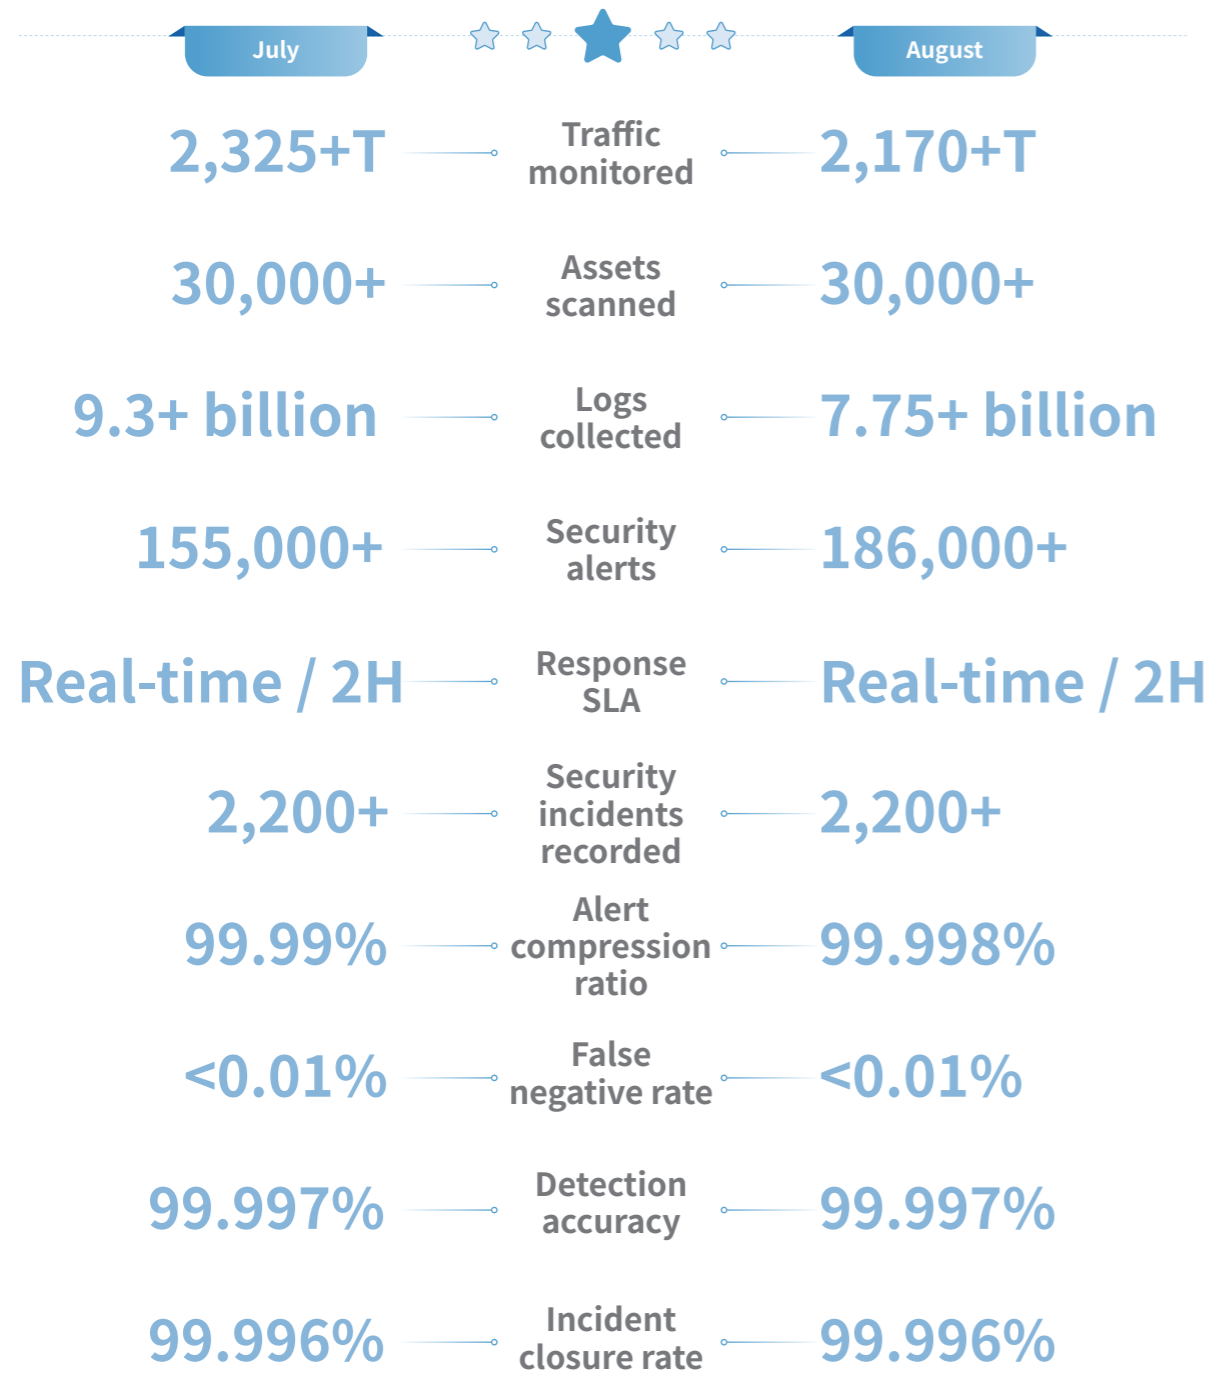 July
August
2,325+T
Traffic
monitored
2,170+T
30,000+
Assets
scanned
30,000+
9.3+ billion
Logs
collected
7.75+ billion
155,000+
Security
alerts
186,000+
Real-time / 2H
Response
SLA
Real-time / 2H
2,200+
Security
incidents
recorded
2,200+
99.99%
Alert
compression
ratio
99.998%
<0.01%
False
negative rate
<0.01%
99.997%
Detection
accuracy
99.997%
99.996%
Incident
closure rate
99.996%